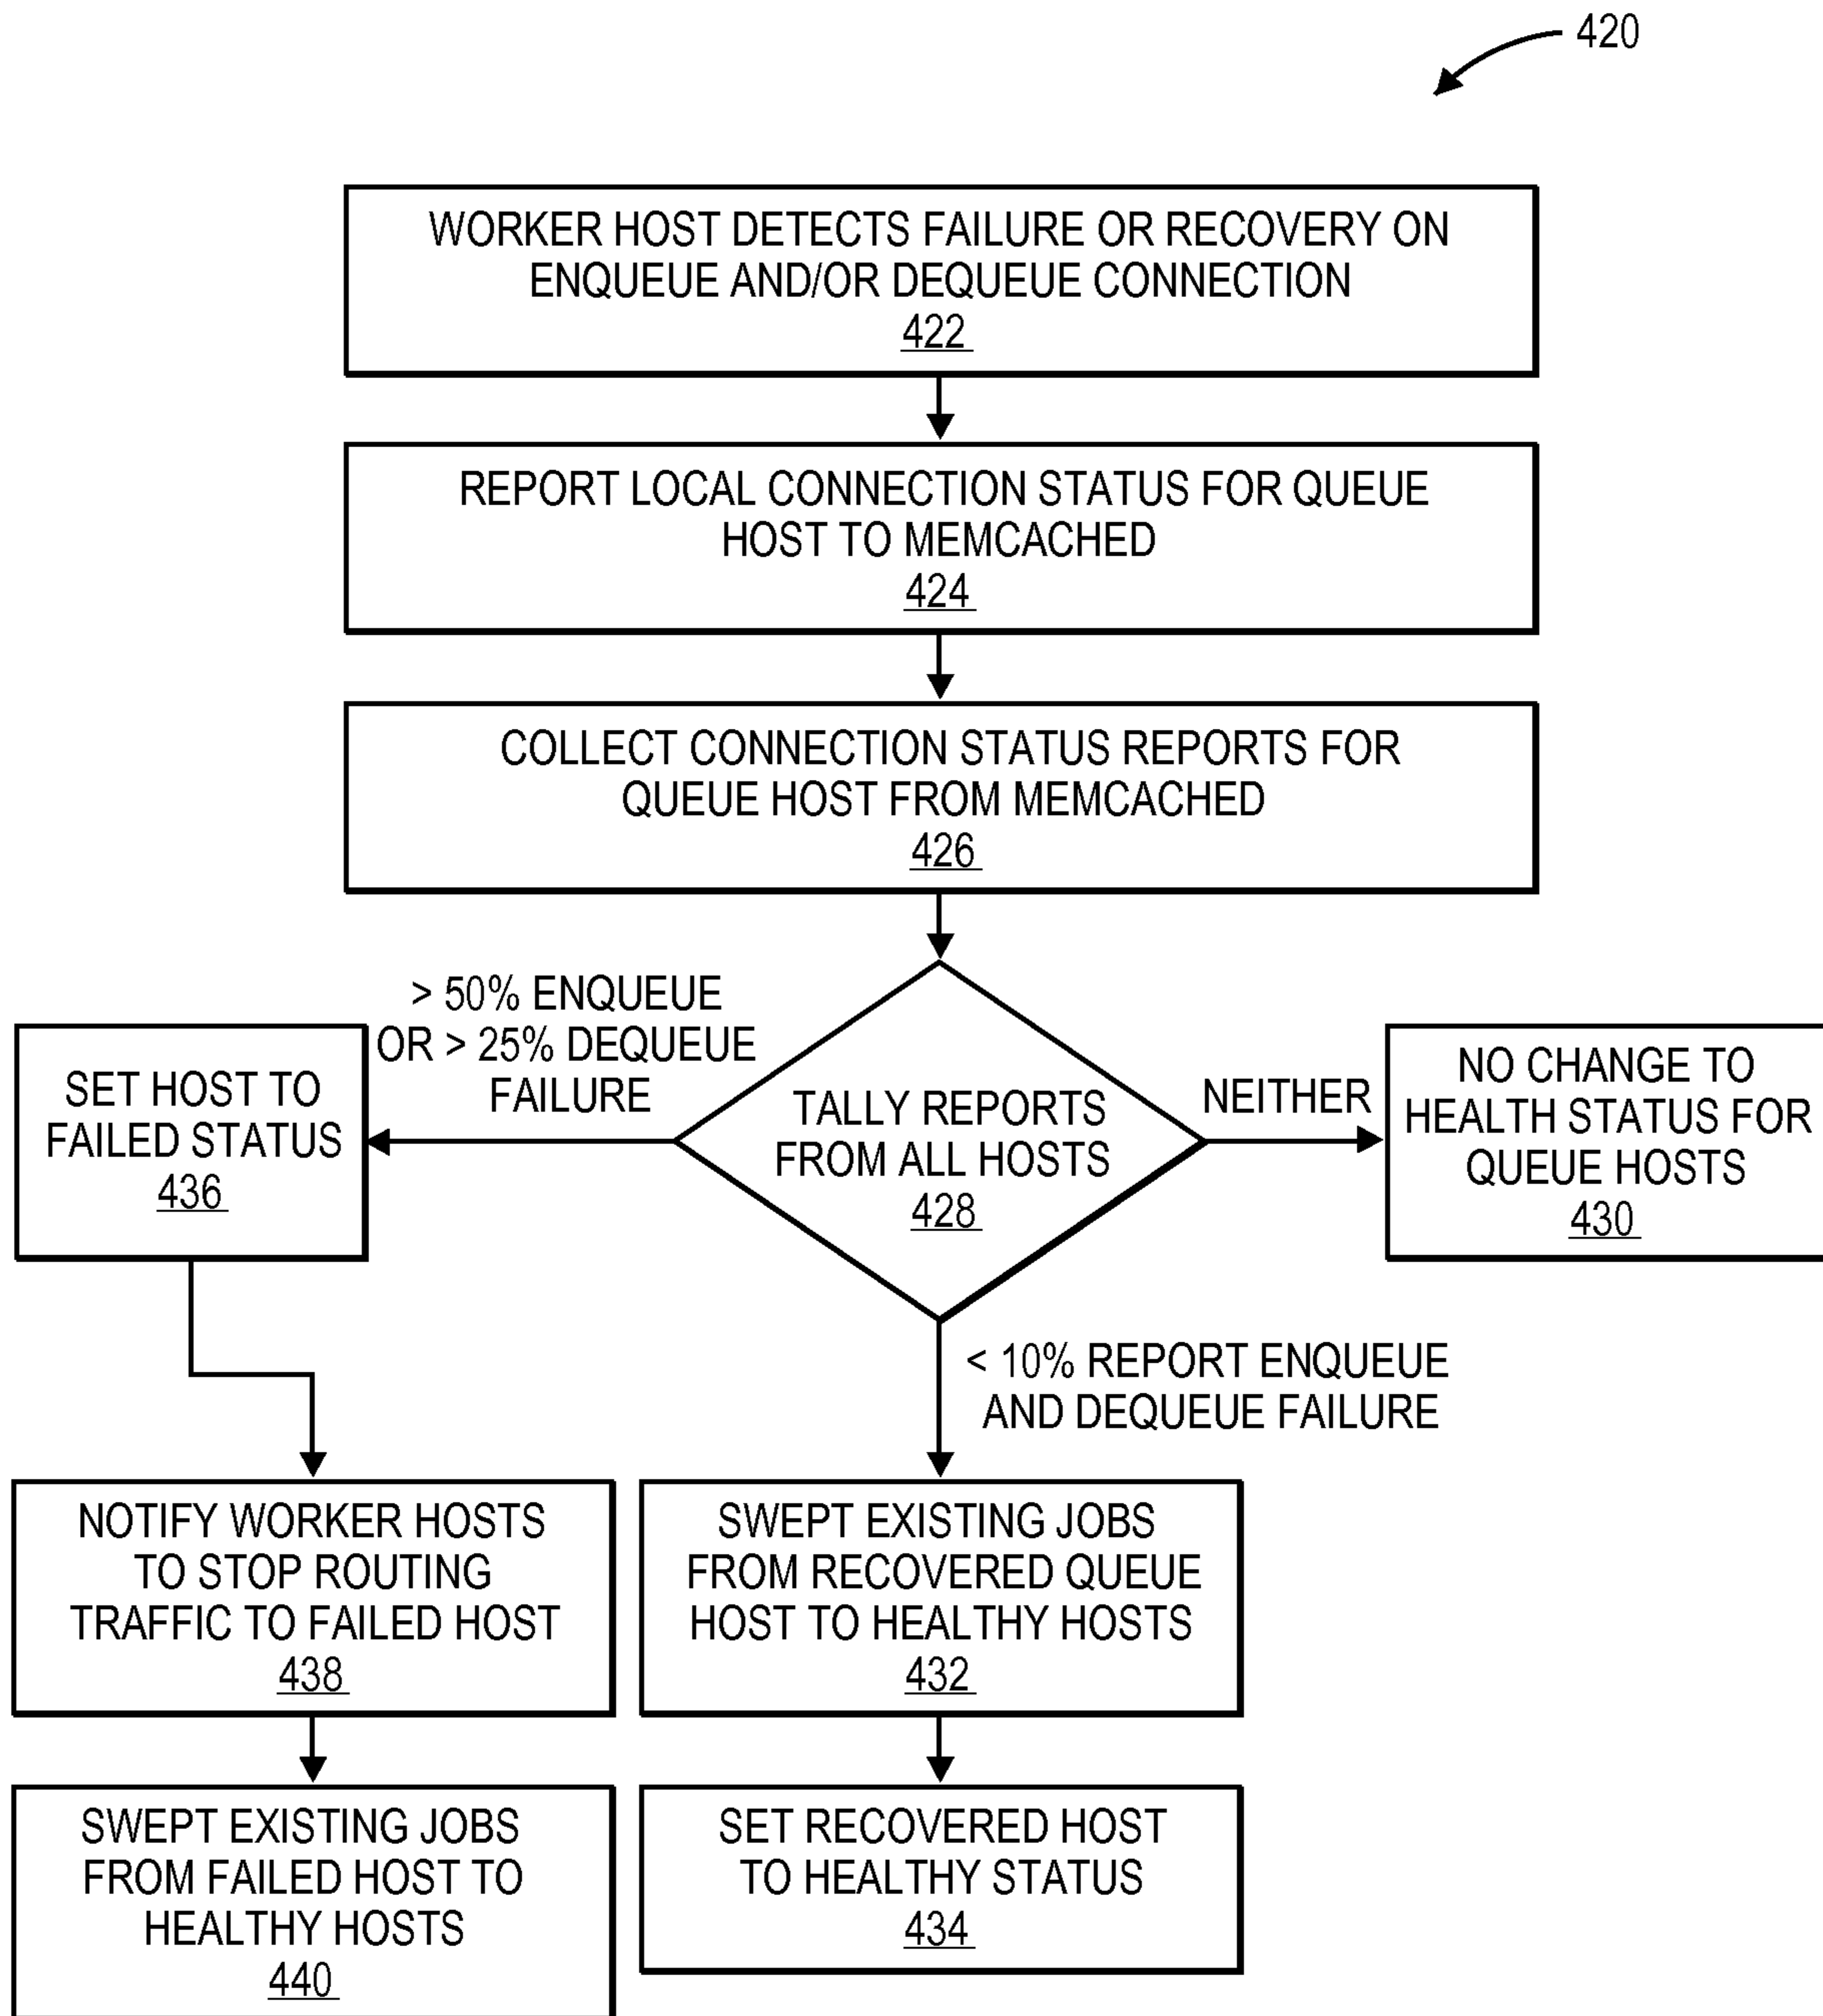 420
WORKER HOST DETECTS FAILURE OR RECOVERY ON
ENQUEUE AND/OR DEQUEUE CONNECTION
422
REPORT LOCAL CONNECTION STATUS FOR QUEUE
HOST TO MEMCACHED
424
COLLECT CONNECTION STATUS REPORTS FOR
QUEUE HOST FROM MEMCACHED
426
> 50% ENQUEUE
OR > 25% DEQUEUE
FAILURE
SET HOST TO
FAILED STATUS
436
TALLY REPORTS
FROM ALL HOSTS
428
NEITHER
NO CHANGE TO
HEALTH STATUS FOR
QUEUE HOSTS
430
< 10% REPORT ENQUEUE
AND DEQUEUE FAILURE
NOTIFY WORKER HOSTS
TO STOP ROUTING
TRAFFIC TO FAILED HOST
438
SWEPT EXISTING JOBS
FROM RECOVERED QUEUE
HOST TO HEALTHY HOSTS
432
SWEPT EXISTING JOBS
FROM FAILED HOST TO
HEALTHY HOSTS
440
SET RECOVERED HOST
TO HEALTHY STATUS
434